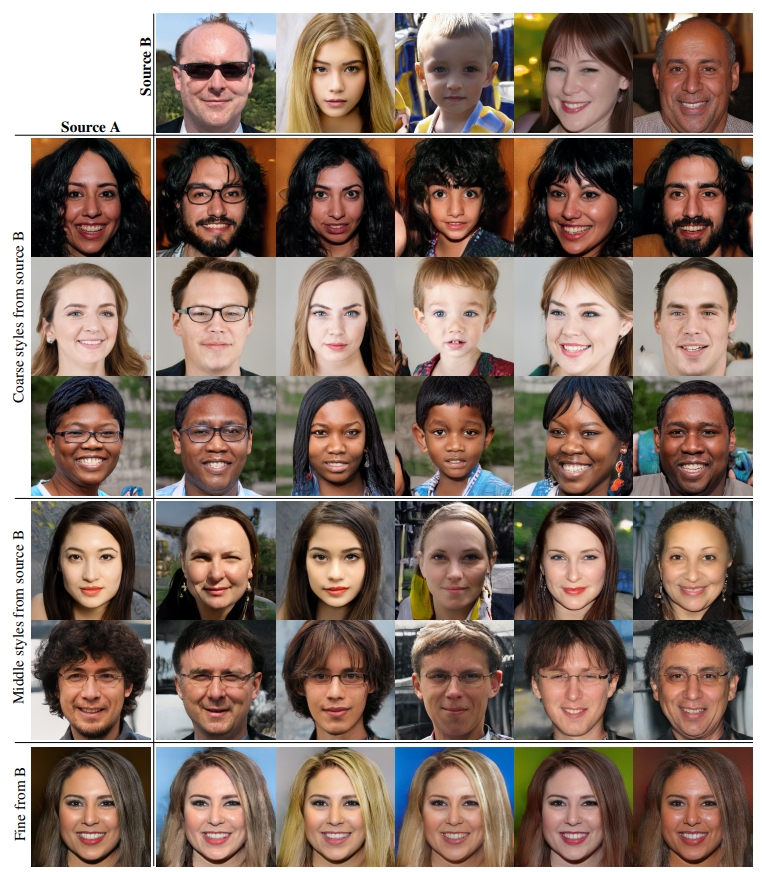 Source B
Source A
Coarse styles from source B
Middle styles from source B
Fine from B